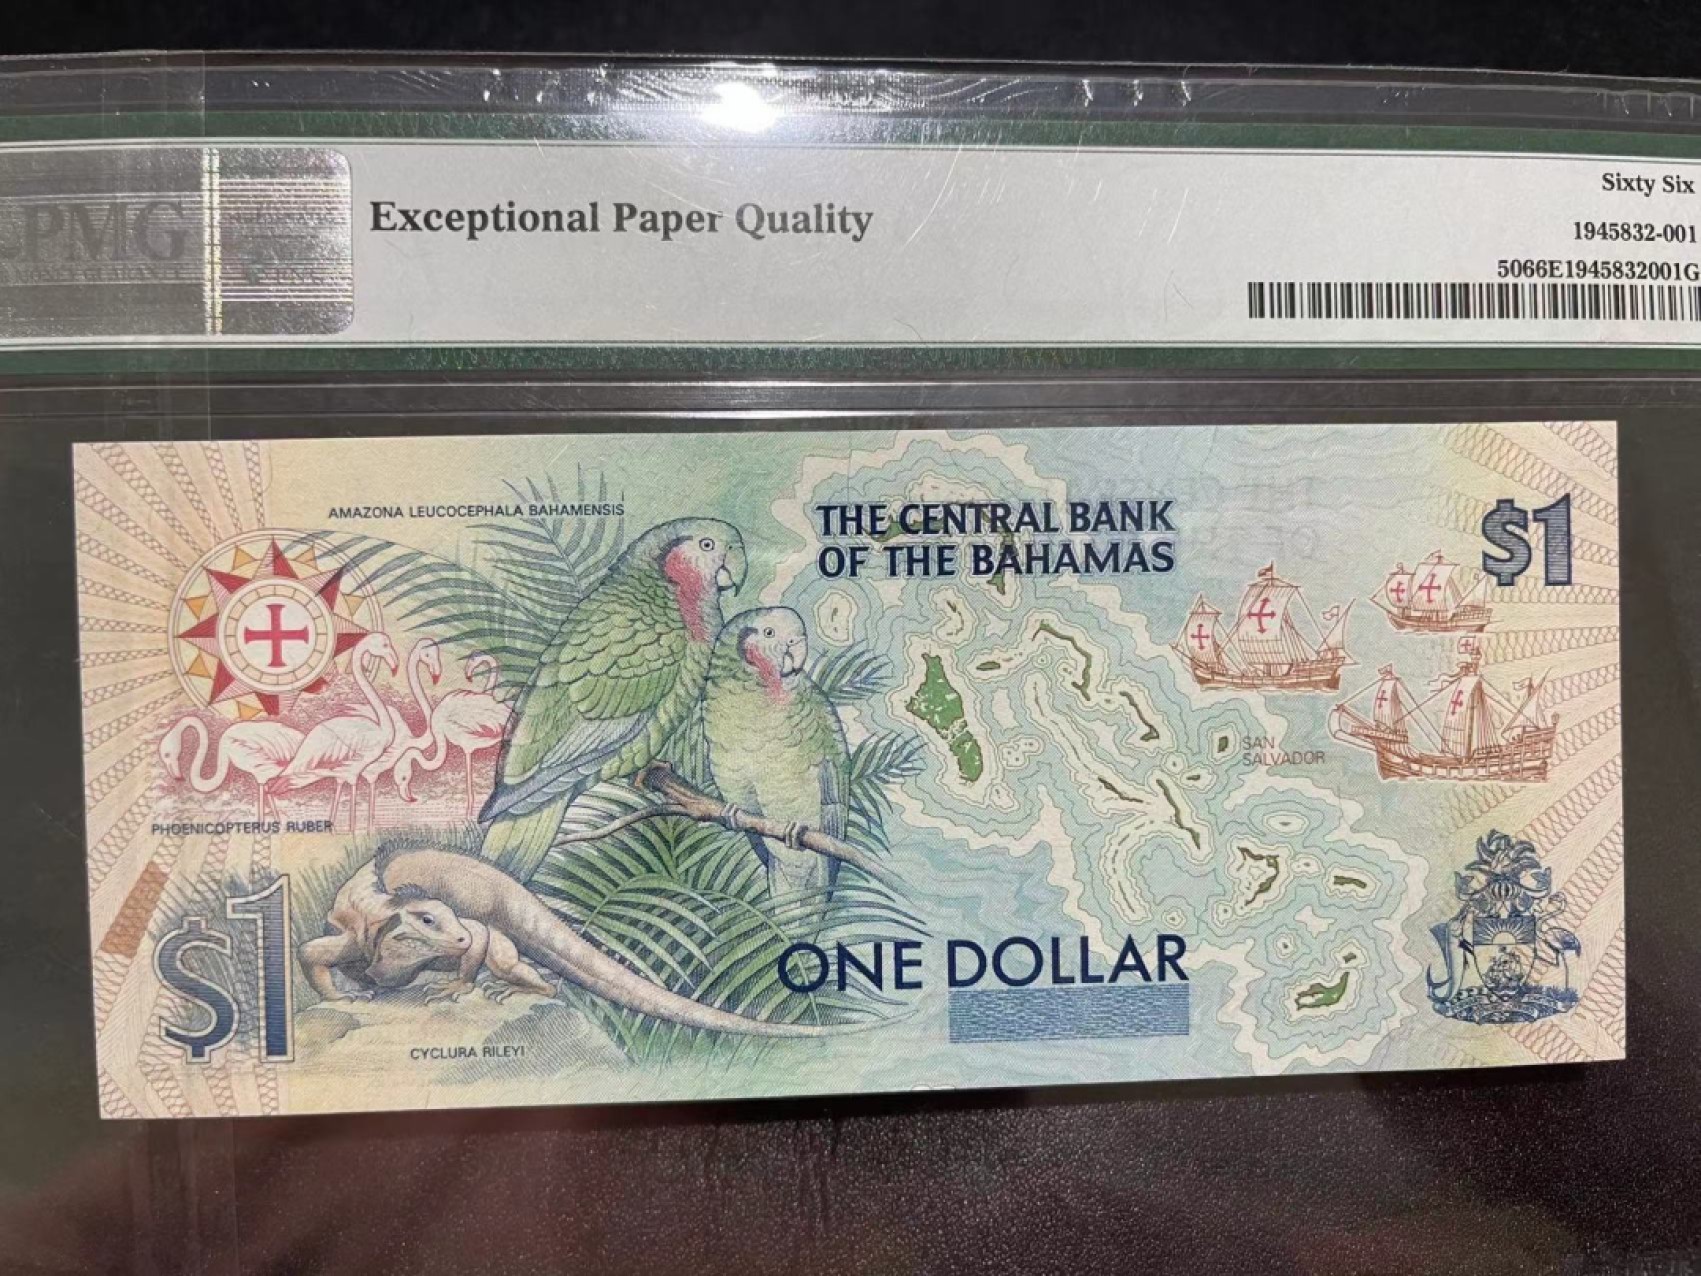 PMG
Exceptional Paper Quality
Sixty Six
1945832-001
5066E1945832001G
AMAZONA LEUCOCEPHALA BAHAMENSIS
THE CENTRAL BANK
OF THE BAHAMAS
$1
SAN
SALVADOR
PHOENICOPTERUS RUBER
$1
ONE DOLLAR
CYCLURA RILEYI